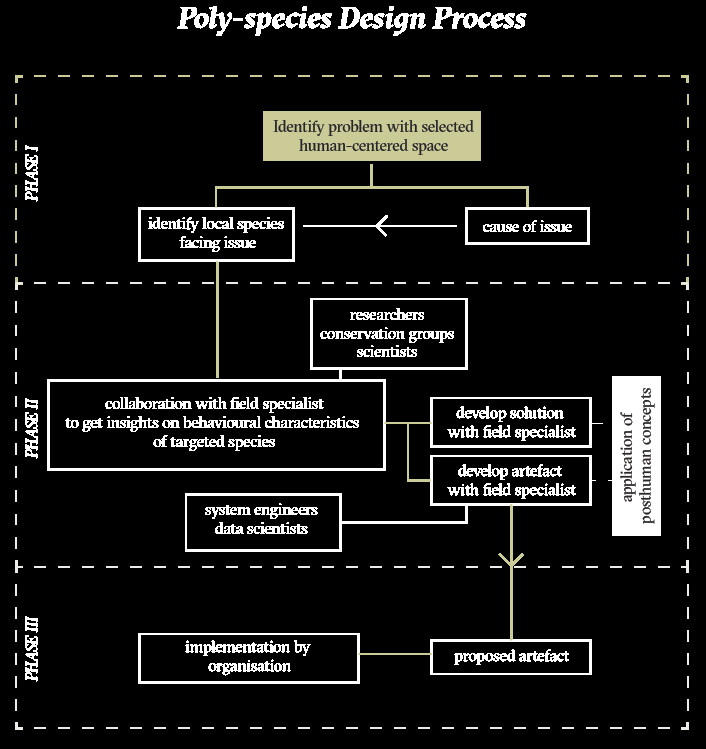 Poly-species Design Process
PHASE I
Identify problem with selected
human-centered space
identify local species
facing issue
cause of issue
PHASE II
researchers
conservation groups
scientists
collaboration with field specialist
to get insights on behavioural characteristics
of targeted species
develop solution
with field specialist
develop artefact
with field specialist
application of
posthuman concepts
system engineers
data scientists
PHASE III
implementation by
organisation
proposed artefact